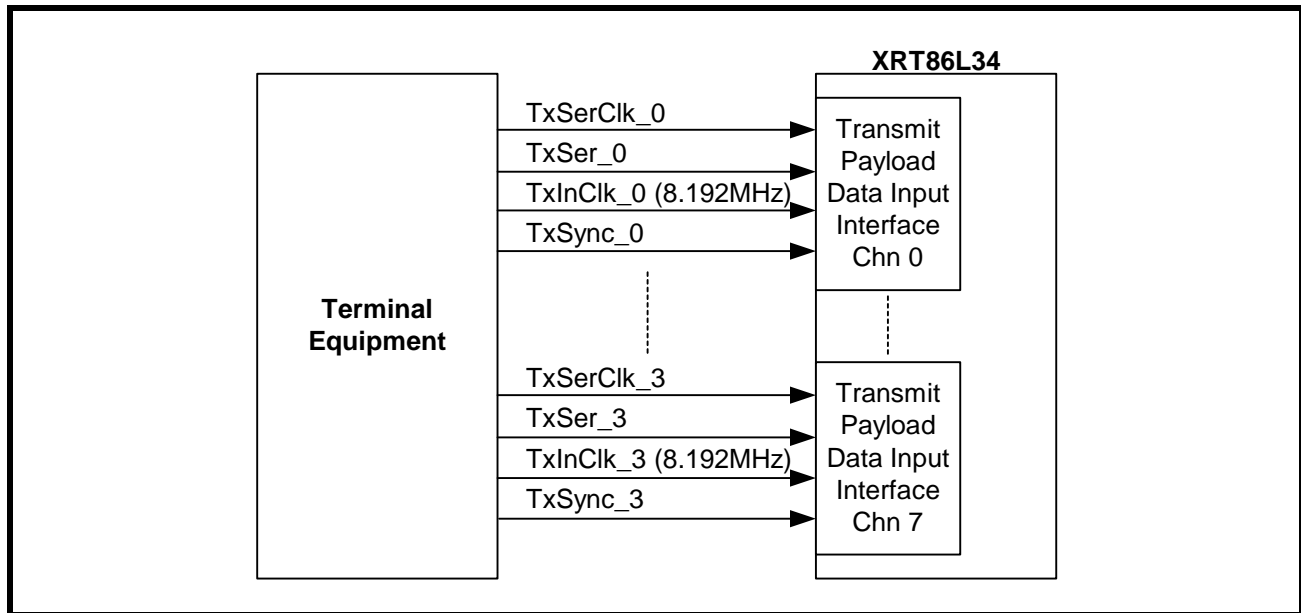 XRT86L34
Terminal
Equipment
TxSerClk_0
TxSer_0
TxInClk_0 (8.192MHz)
TxSync_0
Transmit
Payload
Data Input
Interface
Chn 0
TxSerClk_3
TxSer_3
TxInClk_3 (8.192MHz)
TxSync_3
Transmit
Payload
Data Input
Interface
Chn 7